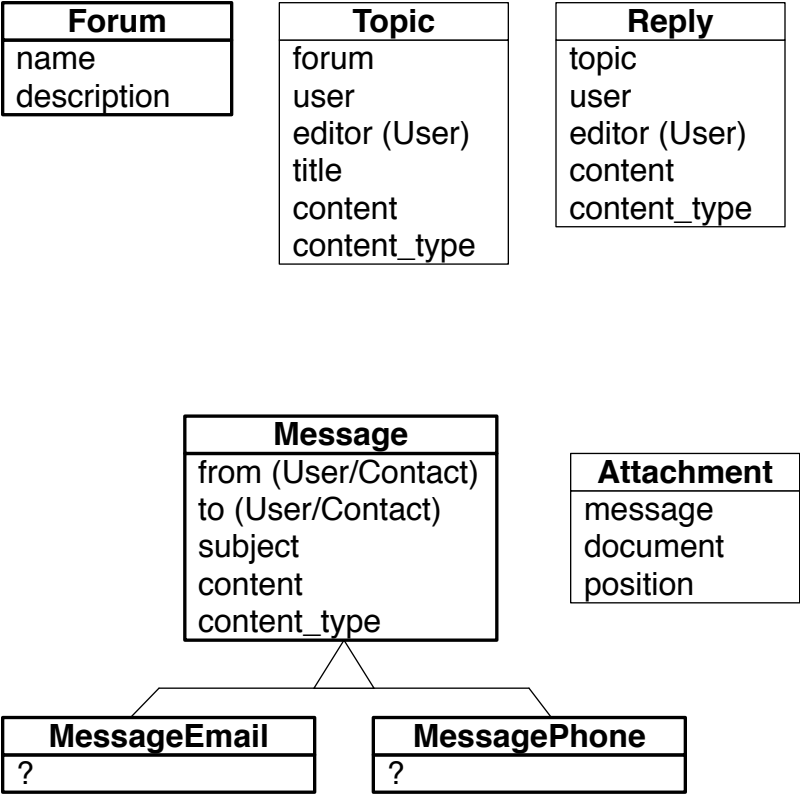 Forum
name
description
Topic
forum
user
editor (User)
title
content
content_type
Reply
topic
user
editor (User)
content
content_type
Message
from (User/Contact)
to (User/Contact)
subject
content
content_type
Attachment
message
document
position
MessageEmail
?
MessagePhone
?